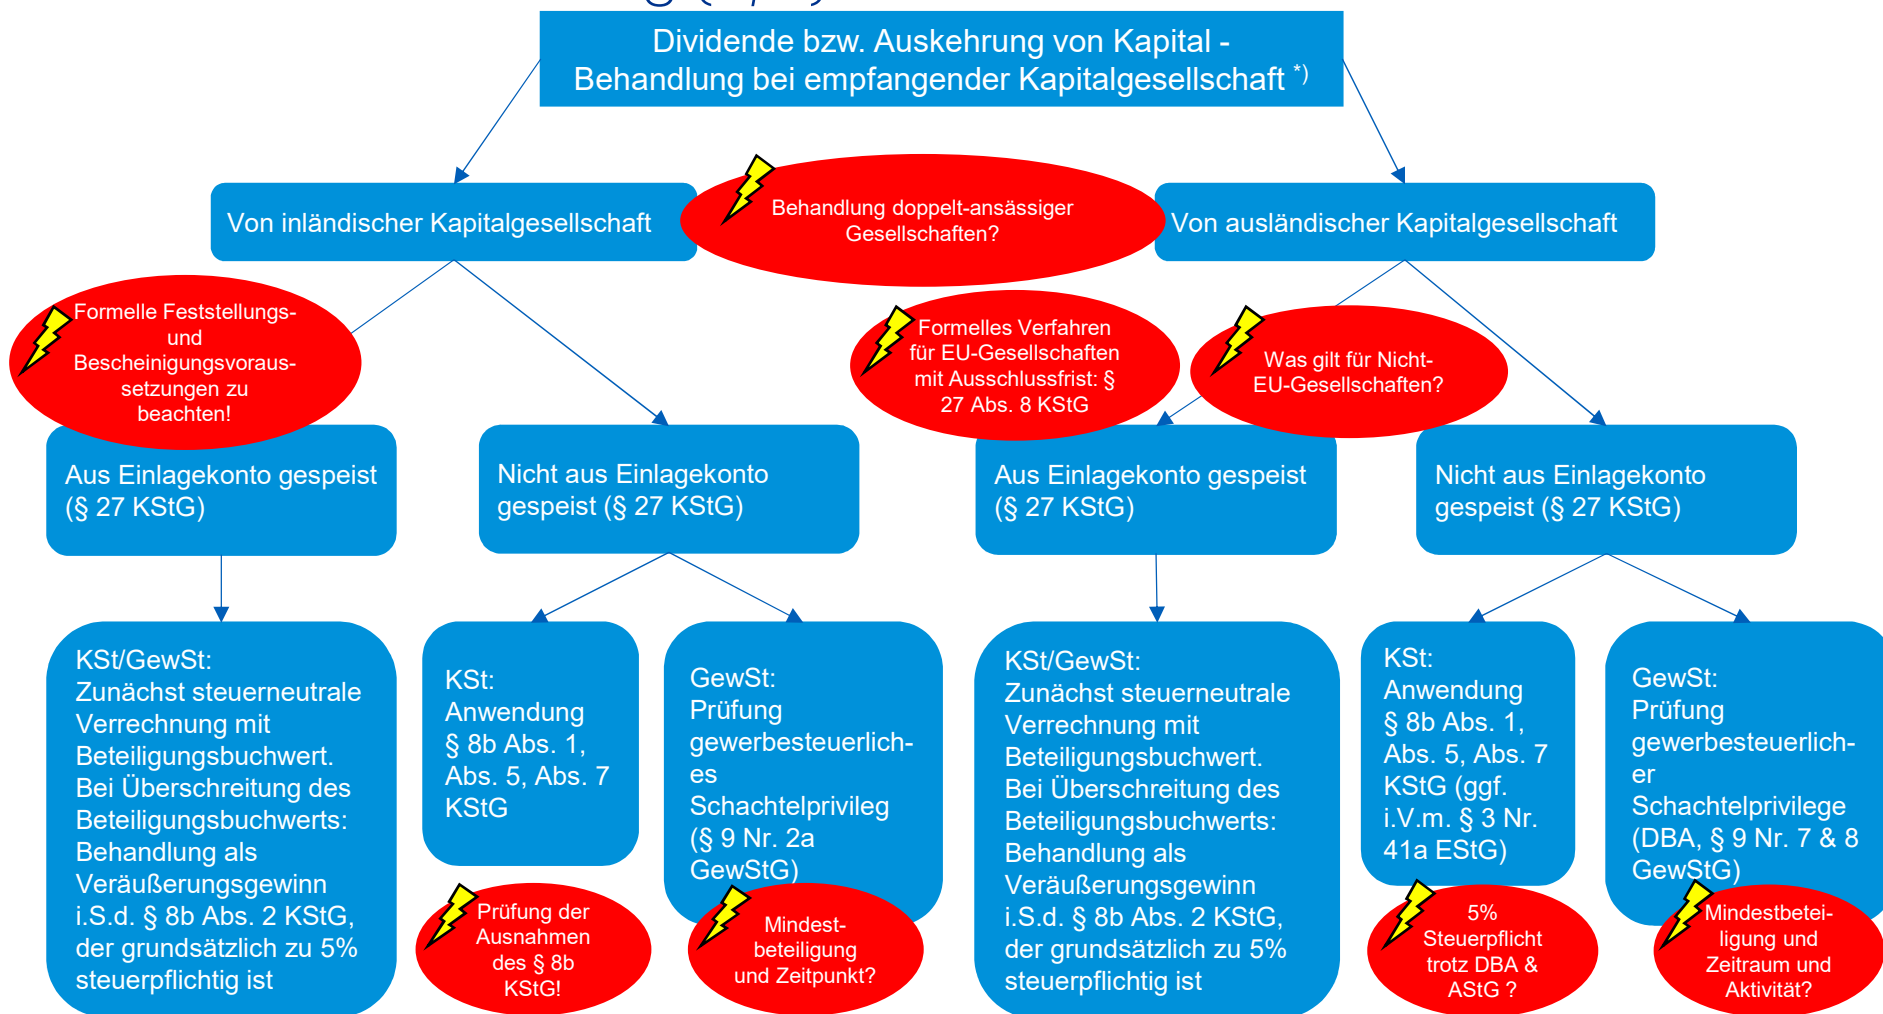 Dividende bzw. Auskehrung von Kapital -
Behandlung bei empfangender Kapitalgesellschaft *)
Von inländischer Kapitalgesellschaft
Behandlung doppelt-ansässiger
Gesellschaften?
Von ausländischer Kapitalgesellschaft
Formelle Feststellungs-
und
Bescheinigungsvoraus-
setzungen zu
beachten!
Formelles Verfahren
für EU-Gesellschaften
mit Ausschlussfrist: §
27 Abs. 8 KStG
Was gilt für Nicht-
EU-Gesellschaften?
Aus Einlagekonto gespeist
(§ 27 KStG)
Nicht aus Einlagekonto
gespeist (§ 27 KStG)
Aus Einlagekonto gespeist
(§ 27 KStG)
Nicht aus Einlagekonto
gespeist (§ 27 KStG)
KSt/GewSt:
Zunächst steuerneutrale
Verrechnung mit
Beteiligungsbuchwert.
Bei Überschreitung des
Beteiligungsbuchwerts:
Behandlung als
Veräußerungsgewinn
i.S.d. § 8b Abs. 2 KStG,
der grundsätzlich zu 5%
steuerpflichtig ist
KSt:
Anwendung
§ 8b Abs. 1,
Abs. 5, Abs. 7
KStG
GewSt:
Prüfung
gewerbesteuerlich-
es
Schachtelprivileg
(§ 9 Nr. 2a
GewStG)
KSt/GewSt:
Zunächst steuerneutrale
Verrechnung mit
Beteiligungsbuchwert.
Bei Überschreitung des
Beteiligungsbuchwerts:
Behandlung als
Veräußerungsgewinn
i.S.d. § 8b Abs. 2 KStG,
der grundsätzlich zu 5%
steuerpflichtig ist
KSt:
Anwendung
§ 8b Abs. 1,
Abs. 5, Abs. 7
KStG (ggf.
i.V.m. § 3 Nr.
41a EStG)
GewSt:
Prüfung
gewerbesteuerlich-
er
Schachtelprivilege
(DBA, § 9 Nr. 7 & 8
GewStG)
Prüfung der
Ausnahmen
des § 8b
KStG!
Mindest-
beteiligung
und Zeitpunkt?
5%
Steuerpflicht
trotz DBA &
AStG ?
Mindestbetei-
ligung und
Zeitraum und
Aktivität?